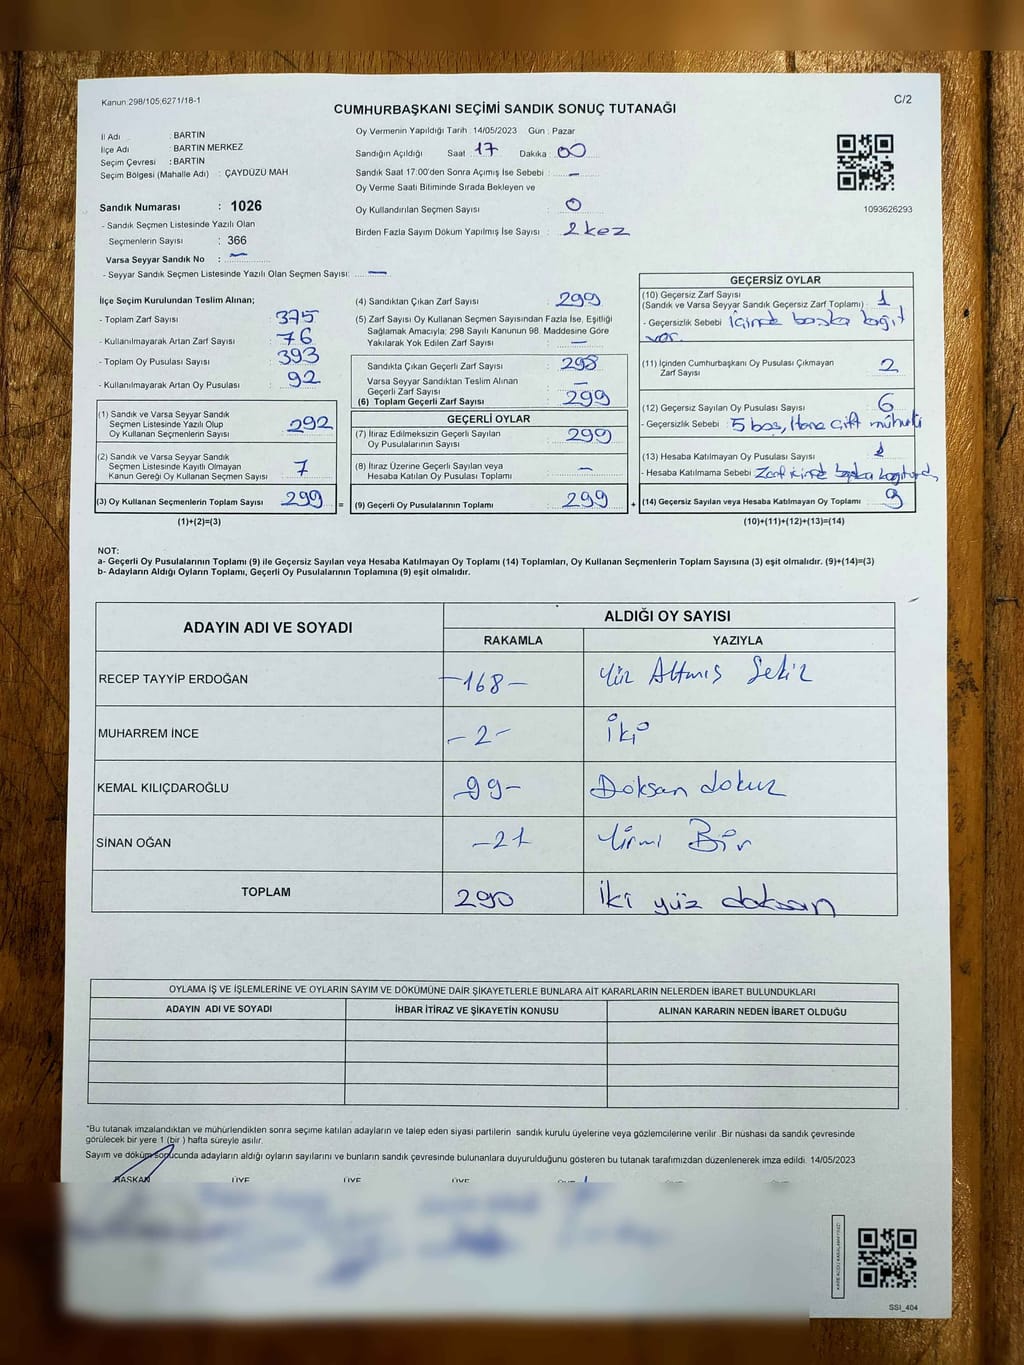 Kanun:298/105;6271/18-1
C/2
CUMHURBAŞKANI SEÇİMİ SANDIK SONUÇ TUTANAĞI
İl Adı : BARTIN
İlçe Adı : BARTIN MERKEZ
Seçim Çevresi : BARTIN
Seçim Bölgesi (Mahalle Adı) : ÇAYDÜZÜ MAH
Sandık Numarası : 1026
- Sandık Seçmen Listesinde Yazılı Olan
Seçmenlerin Sayısı : 366
Varsa Seyyar Sandık No : —
- Seyyar Sandık Seçmen Listesinde Yazılı Olan Seçmen Sayısı: —
Oy Vermenin Yapıldığı Tarih : 14/05/2023 Gün : Pazar
Sandığın Açıldığı Saat : 17 Dakika : 00
Sandık Saat 17:00'den Sonra Açımış İse Sebebi : —
Oy Verme Saati Bitiminde Sırada Bekleyen ve
Oy Kullandırılan Seçmen Sayısı : 0
Birden Fazla Sayım Döküm Yapılmış İse Sayısı : 2 kez
1093626293
İlçe Seçim Kurulundan Teslim Alınan;
- Toplam Zarf Sayısı : 375
- Kullanılmayarak Artan Zarf Sayısı : 76
- Toplam Oy Pusulası Sayısı : 393
- Kullanılmayarak Artan Oy Pusulası : 92
(1) Sandık ve Varsa Seyyar Sandık
Seçmen Listesinde Yazılı Olup
Oy Kullanan Seçmenlerin Sayısı : 292
(2) Sandık ve Varsa Seyyar Sandık
Seçmen Listesinde Kayıtlı Olmayan
Kanun Gereği Oy Kullanan Seçmen Sayısı : 7
(3) Oy Kullanan Seçmenlerin Toplam Sayısı : 299
(1)+(2)=(3)
=
(4) Sandıktan Çıkan Zarf Sayısı : 299
(5) Zarf Sayısı Oy Kullanan Seçmen Sayısından Fazla İse, Eşitliği
Sağlamak Amacıyla; 298 Sayılı Kanunun 98. Maddesine Göre
Yakılarak Yok Edilen Zarf Sayısı : —
Sandıkta Çıkan Geçerli Zarf Sayısı : 298
Varsa Seyyar Sandıktan Teslim Alınan
Geçerli Zarf Sayısı : —
(6) Toplam Geçerli Zarf Sayısı : 299
GEÇERLİ OYLAR
(7) İtiraz Edilmeksizin Geçerli Sayılan
Oy Pusulalarının Sayısı : 299
(8) İtiraz Üzerine Geçerli Sayılan veya
Hesaba Katılan Oy Pusulası Toplamı : —
(9) Geçerli Oy Pusulalarının Toplamı : 299
+
GEÇERSİZ OYLAR
(10) Geçersiz Zarf Sayısı
(Sandık ve Varsa Seyyar Sandık Geçersiz Zarf Toplamı) : 1
- Geçersizlik Sebebi : İçinde başka kağıt
var.
(11) İçinden Cumhurbaşkanı Oy Pusulası Çıkmayan
Zarf Sayısı : 2
(12) Geçersiz Sayılan Oy Pusulası Sayısı : 6
- Geçersizlik Sebebi : 5 boş, 1 tane çift mühürlü
(13) Hesaba Katılmayan Oy Pusulası Sayısı :
- Hesaba Katılmama Sebebi : Zarf içinde başka
(14) Geçersiz Sayılan veya Hesaba Katılmayan Oy Toplamı : 9
(10)+(11)+(12)+(13)=(14)
NOT:
a- Geçerli Oy Pusulalarının Toplamı (9) ile Geçersiz Sayılan veya Hesaba Katılmayan Oy Toplamı (14) Toplamları, Oy Kullanan Seçmenlerin Toplam Sayısına (3) eşit olmalıdır. (9)+(14)=(3)
b- Adayların Aldığı Oyların Toplamı, Geçerli Oy Pusulalarının Toplamına (9) eşit olmalıdır.
ADAYIN ADI VE SOYADI
ALDIĞI OY SAYISI
RAKAMLA YAZIYLA
RECEP TAYYİP ERDOĞAN -168- Yüz Altmış Sekiz
MUHARREM İNCE -2- İki
KEMAL KILIÇDAROĞLU 99- Doksan dokuz
SİNAN OĞAN -21 Yirmi Bir
TOPLAM 290 İki yüz doksan
OYLAMA İŞ VE İŞLEMLERİNE VE OYLARIN SAYIM VE DÖKÜMÜNE DAİR ŞİKAYETLERLE BUNLARA AİT KARARLARIN NELERDEN İBARET BULUNDUKLARI
ADAYIN ADI VE SOYADI İHBAR İTİRAZ VE ŞİKAYETİN KONUSU ALINAN KARARIN NEDEN İBARET OLDUĞU
*Bu tutanak imzalandıktan ve mühürlendikten sonra seçime katılan adayların ve talep eden siyasi partilerin sandık kurulu üyelerine veya gözlemcilerine verilir .Bir nüshası da sandık çevresinde
görülecek bir yere 1 (bir ) hafta süreyle asılır.
Sayım ve döküm sonucunda adayların aldığı oyların sayılarını ve bunların sandık çevresinde bulunanlara duyurulduğunu gösteren bu tutanak tarafımızdan düzenlenerek imza edildi. 14/05/2023
BAŞKAN ÜYE ÜYE ÜYE
SSI_404